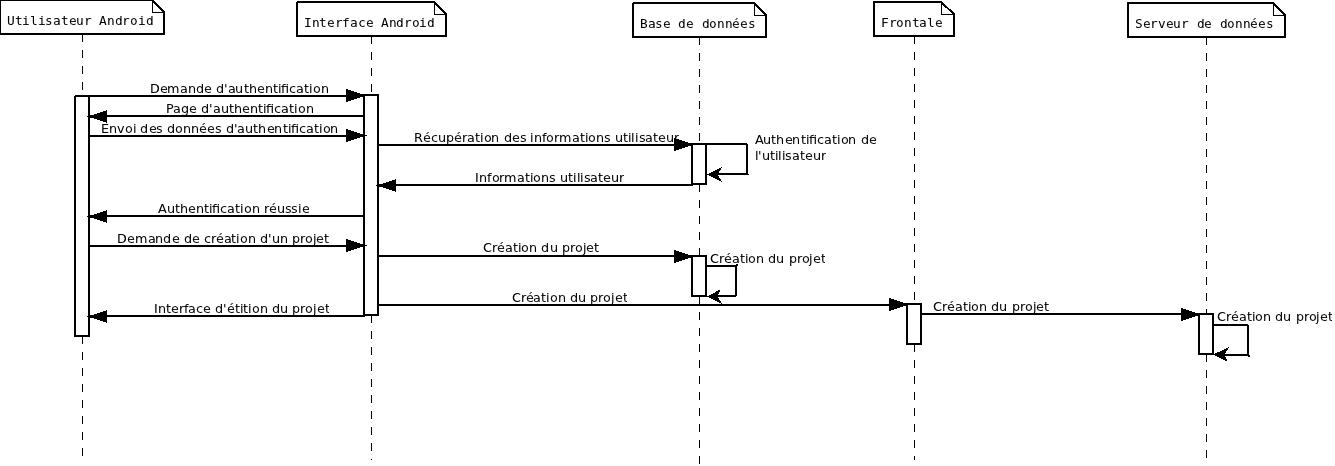 Utilisateur Android
Interface Android
Base de données
Frontale
Serveur de données
Demande d'authentification
Page d'authentification
Envoi des données d'authentification
Récupération des informations utilisateur
Authentification de
l'utilisateur
Informations utilisateur
Authentification réussie
Demande de création d'un projet
Création du projet
Création du projet
Création du projet
Interface d'étition du projet
Création du projet
Création du projet